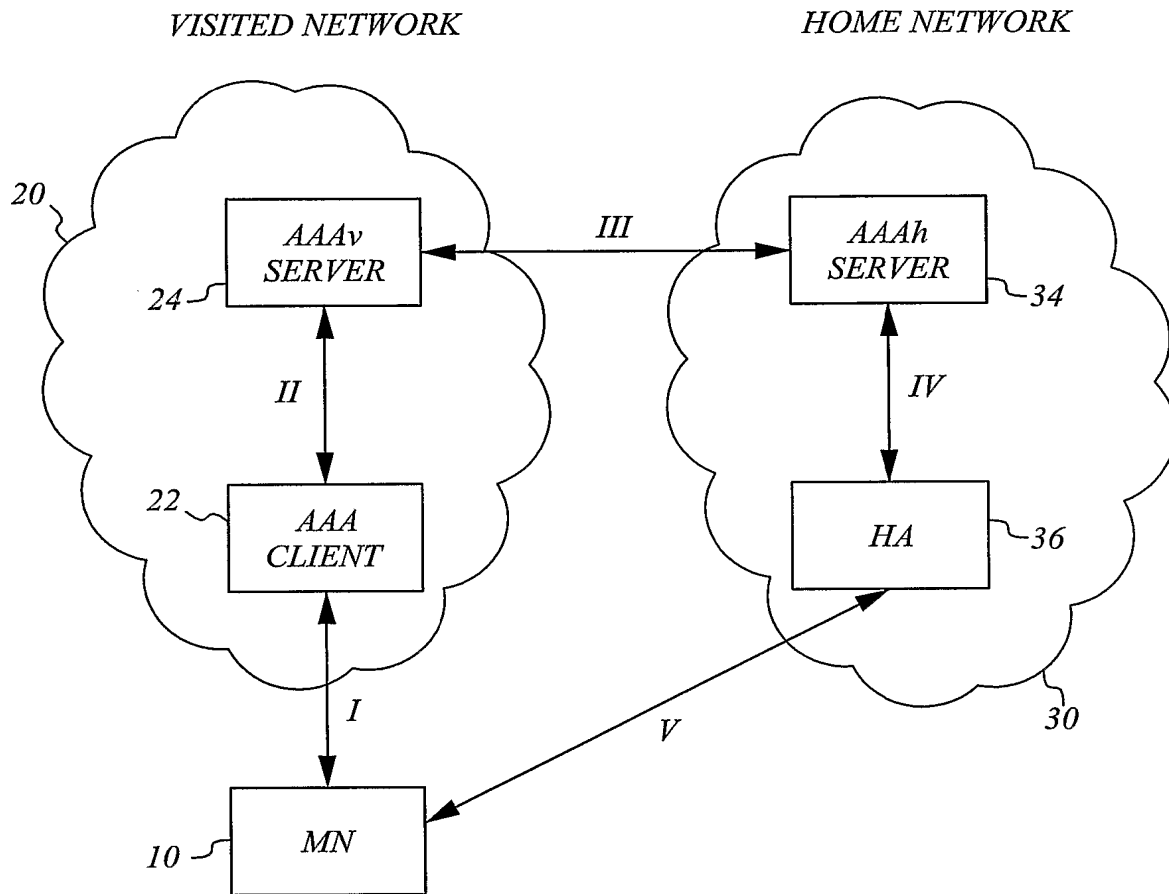 VISITED NETWORK
HOME NETWORK
20
AAAv
SERVER
24
III
AAAh
SERVER
34
II
IV
22
AAA
CLIENT
HA
36
I
V
30
10
MN